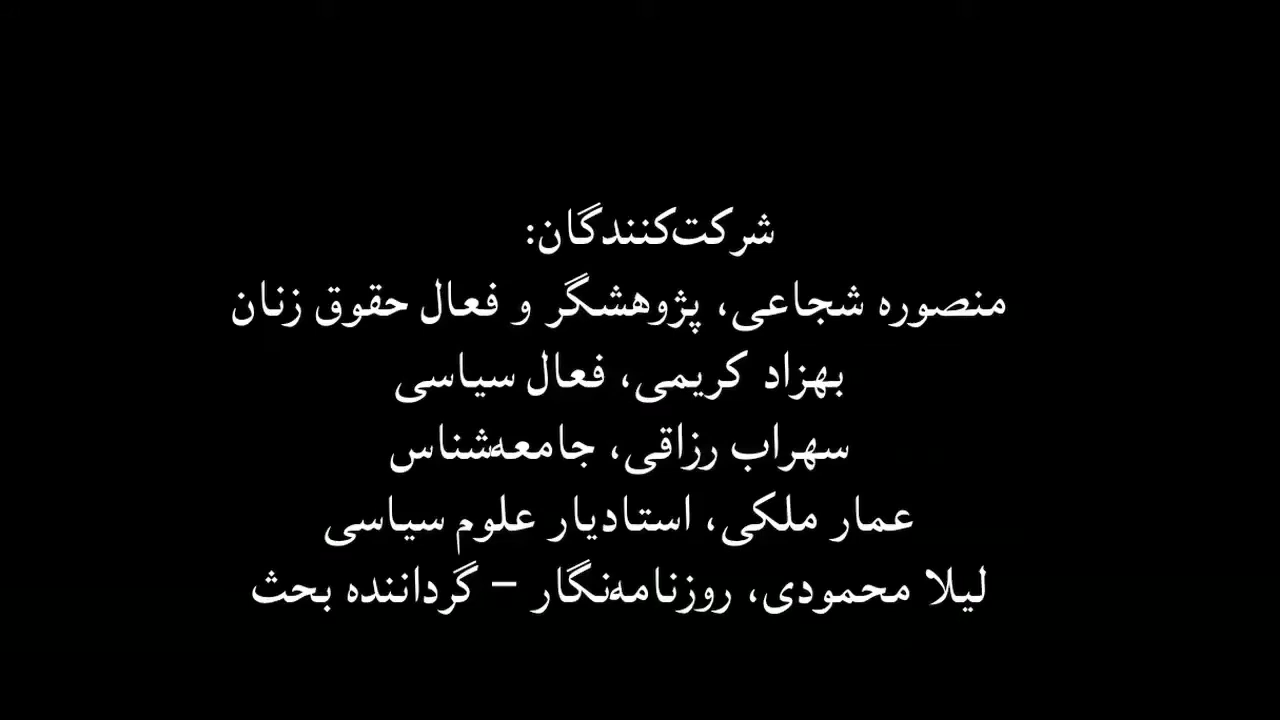 شرکت‌کنندگان:
منصوره شجاعی، پژوهشگر و فعال حقوق زنان
بهزاد کریمی، فعال سیاسی
سهراب رزاقی، جامعه‌شناس
عمار ملکی، استادیار علوم سیاسی
لیلا محمودی، روزنامه‌نگار – گرداننده بحث